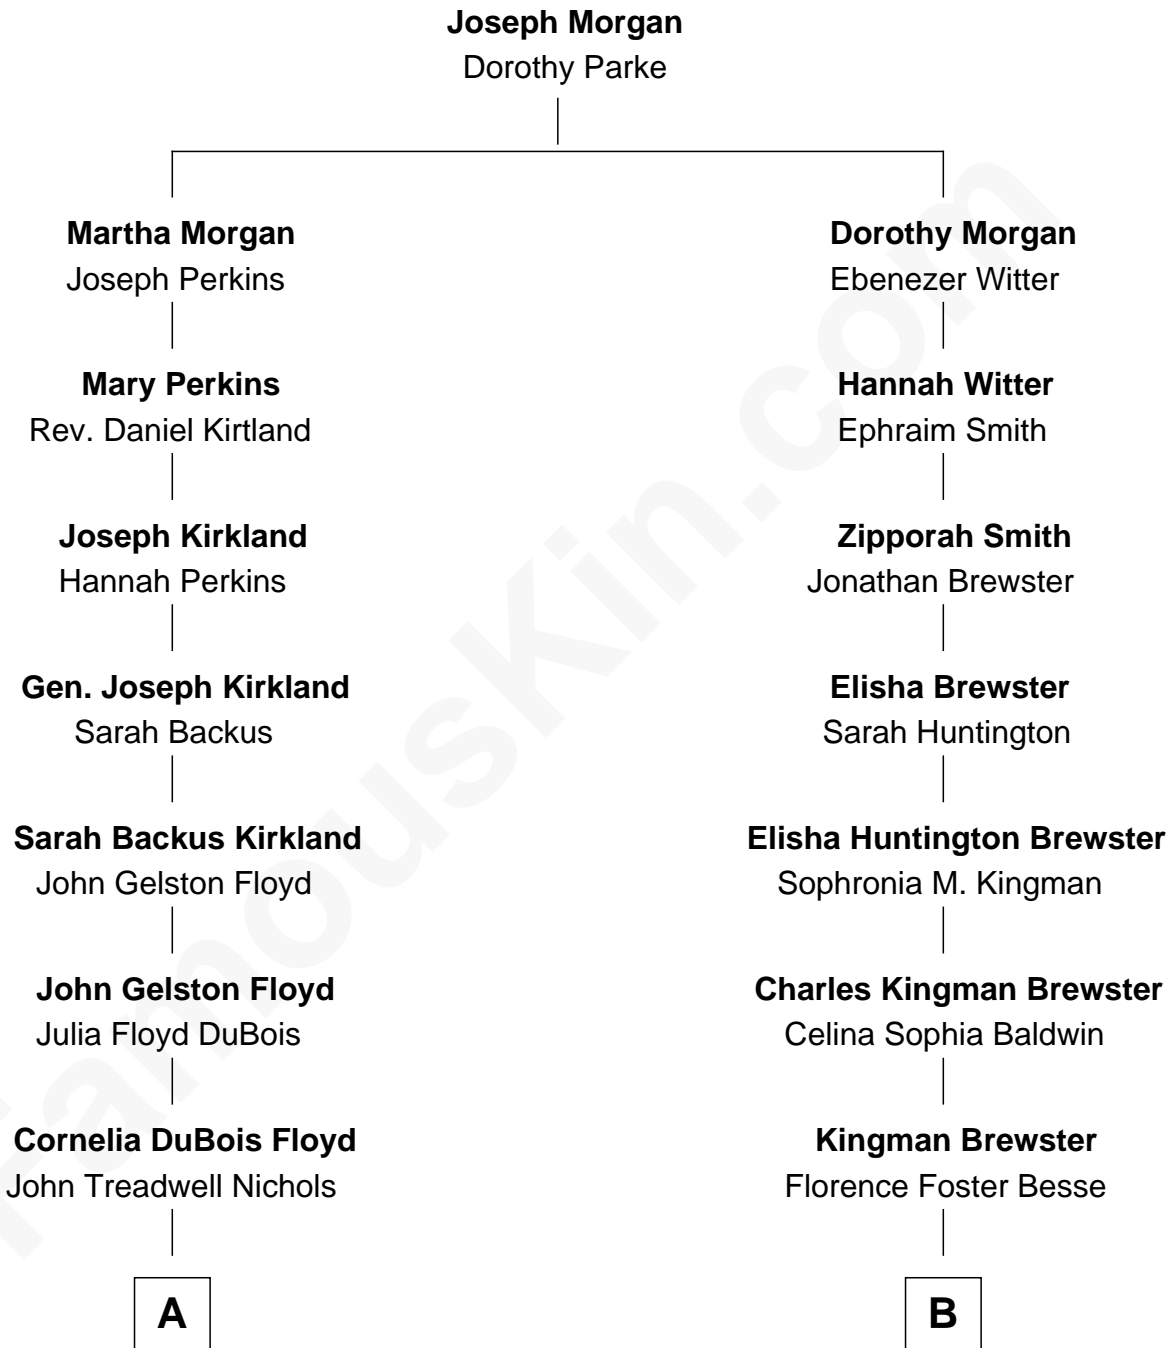 Joseph Morgan
Dorothy Parke
Martha Morgan
Joseph Perkins
Mary Perkins
Rev. Daniel Kirtland
Joseph Kirkland
Hannah Perkins
Gen. Joseph Kirkland
Sarah Backus
Sarah Backus Kirkland
John Gelston Floyd
John Gelston Floyd
Julia Floyd DuBois
Cornelia DuBois Floyd
John Treadwell Nichols
A
Dorothy Morgan
Ebenezer Witter
Hannah Witter
Ephraim Smith
Zipporah Smith
Jonathan Brewster
Elisha Brewster
Sarah Huntington
Elisha Huntington Brewster
Sophronia M. Kingman
Charles Kingman Brewster
Celina Sophia Baldwin
Kingman Brewster
Florence Foster Besse
B
FamousKin.com